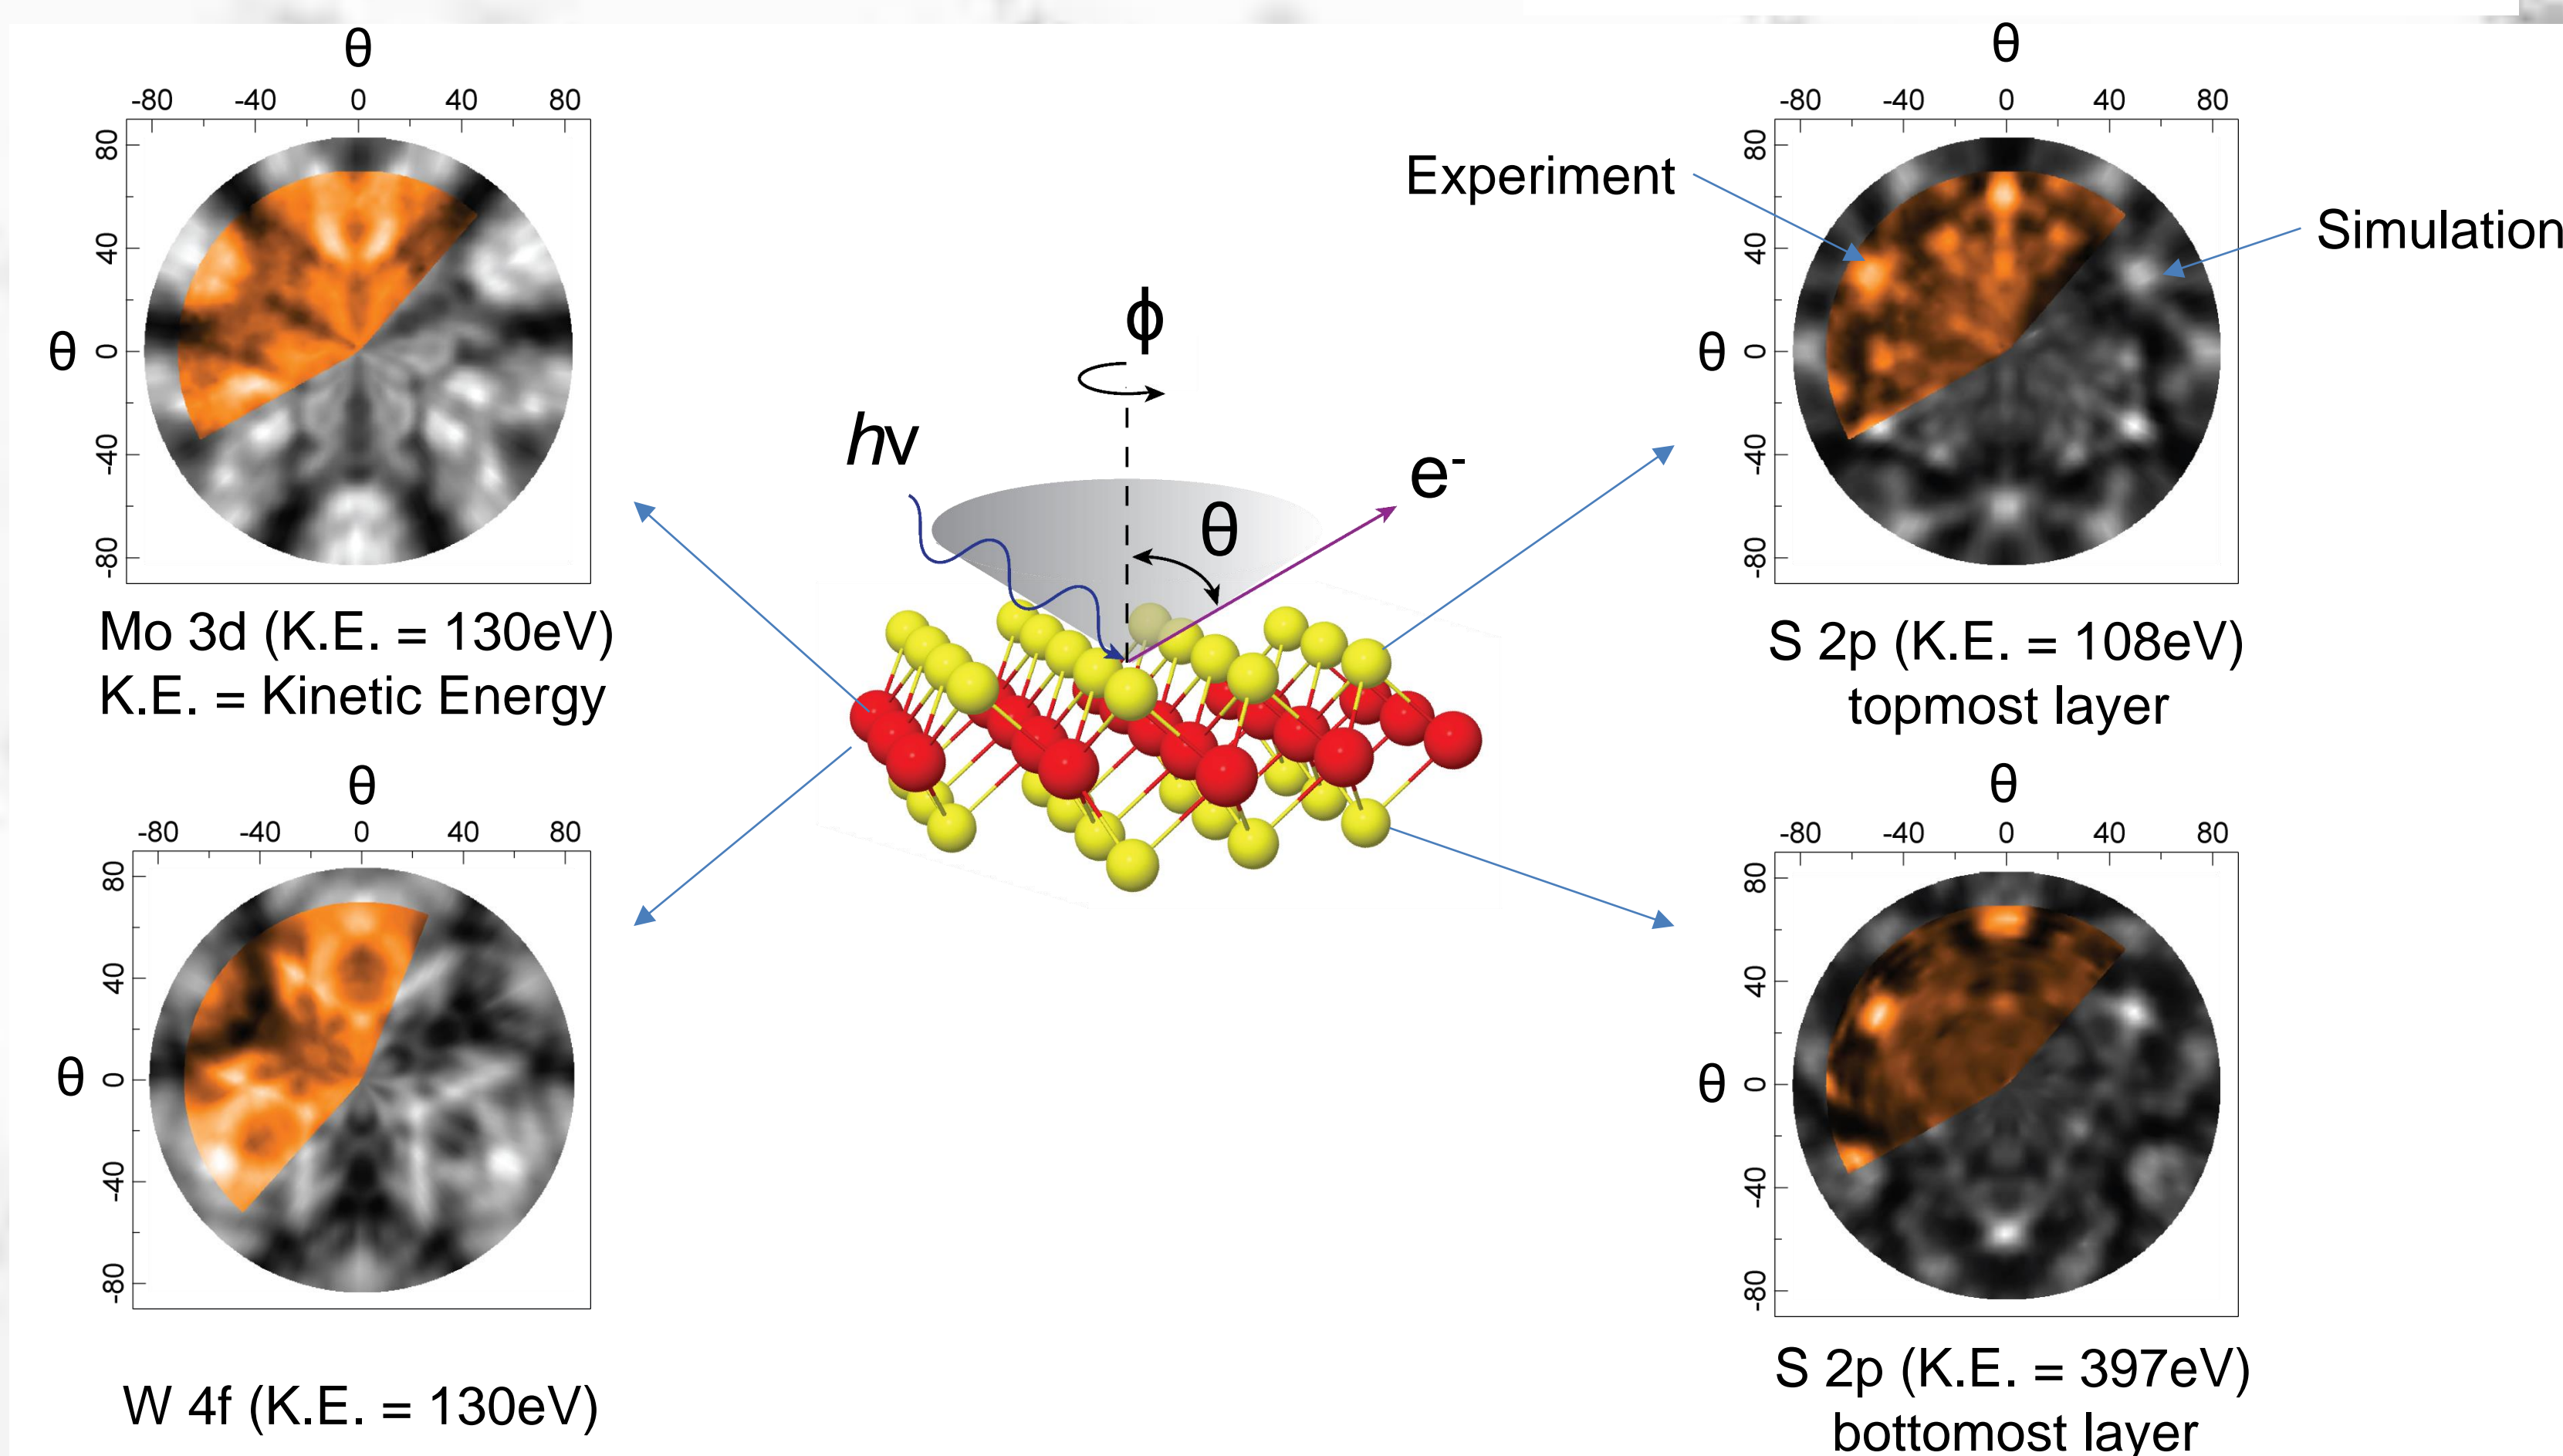 θ
-80 -40 0 40 80
80
40
θ 0
-40
-80
Mo 3d (K.E. = 130eV)
K.E. = Kinetic Energy
θ
-80 -40 0 40 80
80
40
θ 0
-40
-80
W 4f (K.E. = 130eV)
ϕ
hν
θ
e-
Experiment
Simulation
θ
-80 -40 0 40 80
80
40
θ 0
-40
-80
S 2p (K.E. = 108eV)
topmost layer
θ
-80 -40 0 40 80
80
40
θ 0
-40
-80
S 2p (K.E. = 397eV)
bottomost layer